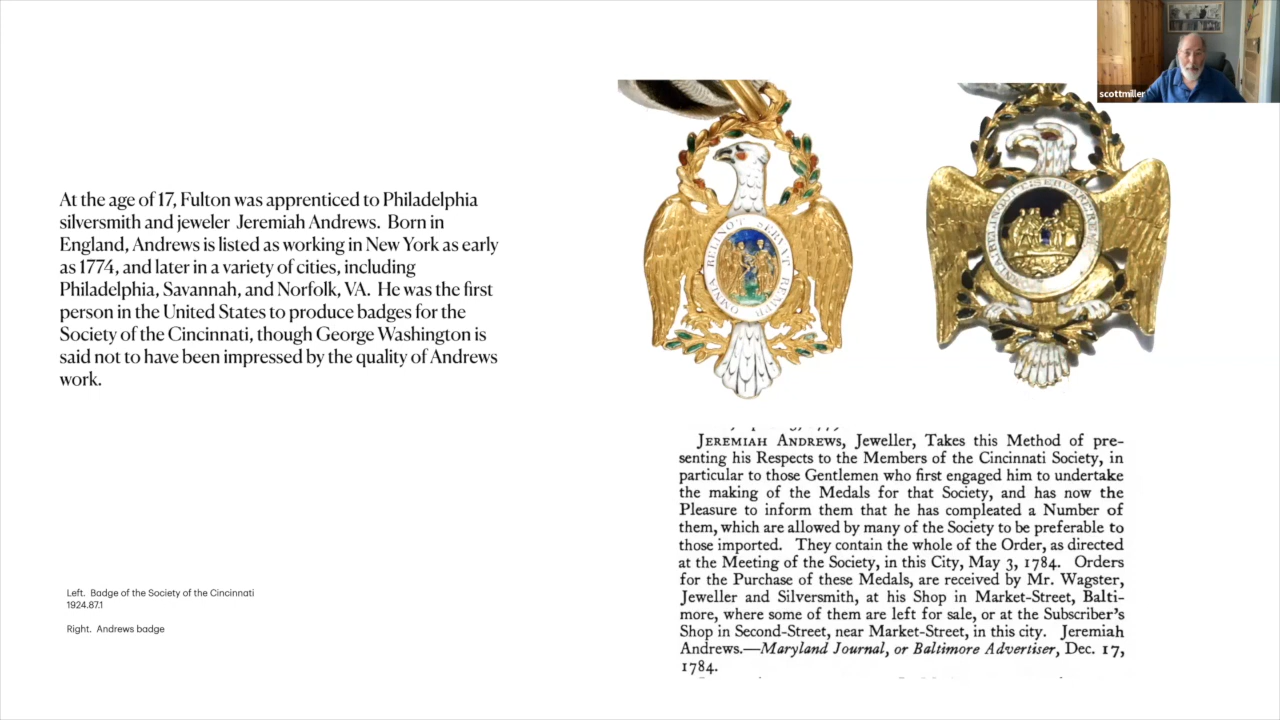 scottmiller
At the age of 17, Fulton was apprenticed to Philadelphia
silversmith and jeweler Jeremiah Andrews. Born in
England, Andrews is listed as working in New York as early
as 1774, and later in a variety of cities, including
Philadelphia, Savannah, and Norfolk, VA. He was the first
person in the United States to produce badges for the
Society of the Cincinnati, though George Washington is
said not to have been impressed by the quality of Andrews
work.
OMNIA RELINQT SERVAT REMPB
JEREMIAH ANDREWS, Jeweller, Takes this Method of pre-
senting his Respects to the Members of the Cincinnati Society, in
particular to those Gentlemen who first engaged him to undertake
the making of the Medals for that Society, and has now the
Pleasure to inform them that he has compleated a Number of
them, which are allowed by many of the Society to be preferable to
those imported. They contain the whole of the Order, as directed
at the Meeting of the Society, in this City, May 3, 1784. Orders
for the Purchase of these Medals, are received by Mr. Wagster,
Jeweller and Silversmith, at his Shop in Market-Street, Balti-
more, where some of them are left for sale, or at the Subscriber's
Shop in Second-Street, near Market-Street, in this city. Jeremiah
Andrews.—Maryland Journal, or Baltimore Advertiser, Dec. 17,
1784.
Left. Badge of the Society of the Cincinnati
1924.87.1
Right. Andrews badge